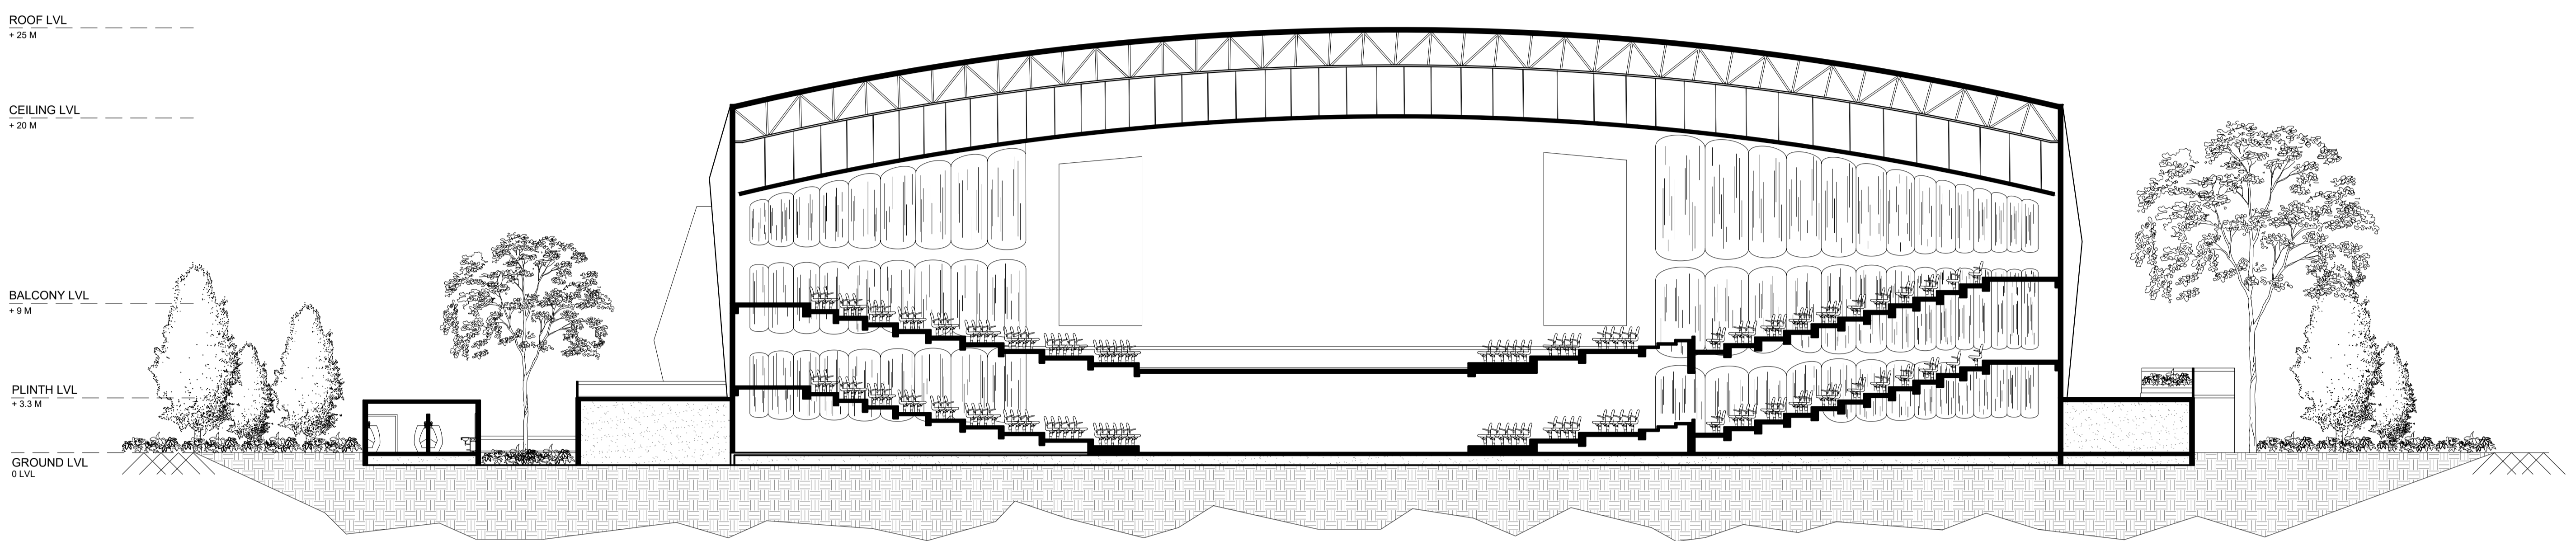 ROOF LVL
+ 25 M
CEILING LVL
+ 20 M
BALCONY LVL
+ 9 M
PLINTH LVL
+ 3.3 M
GROUND LVL
0 LVL